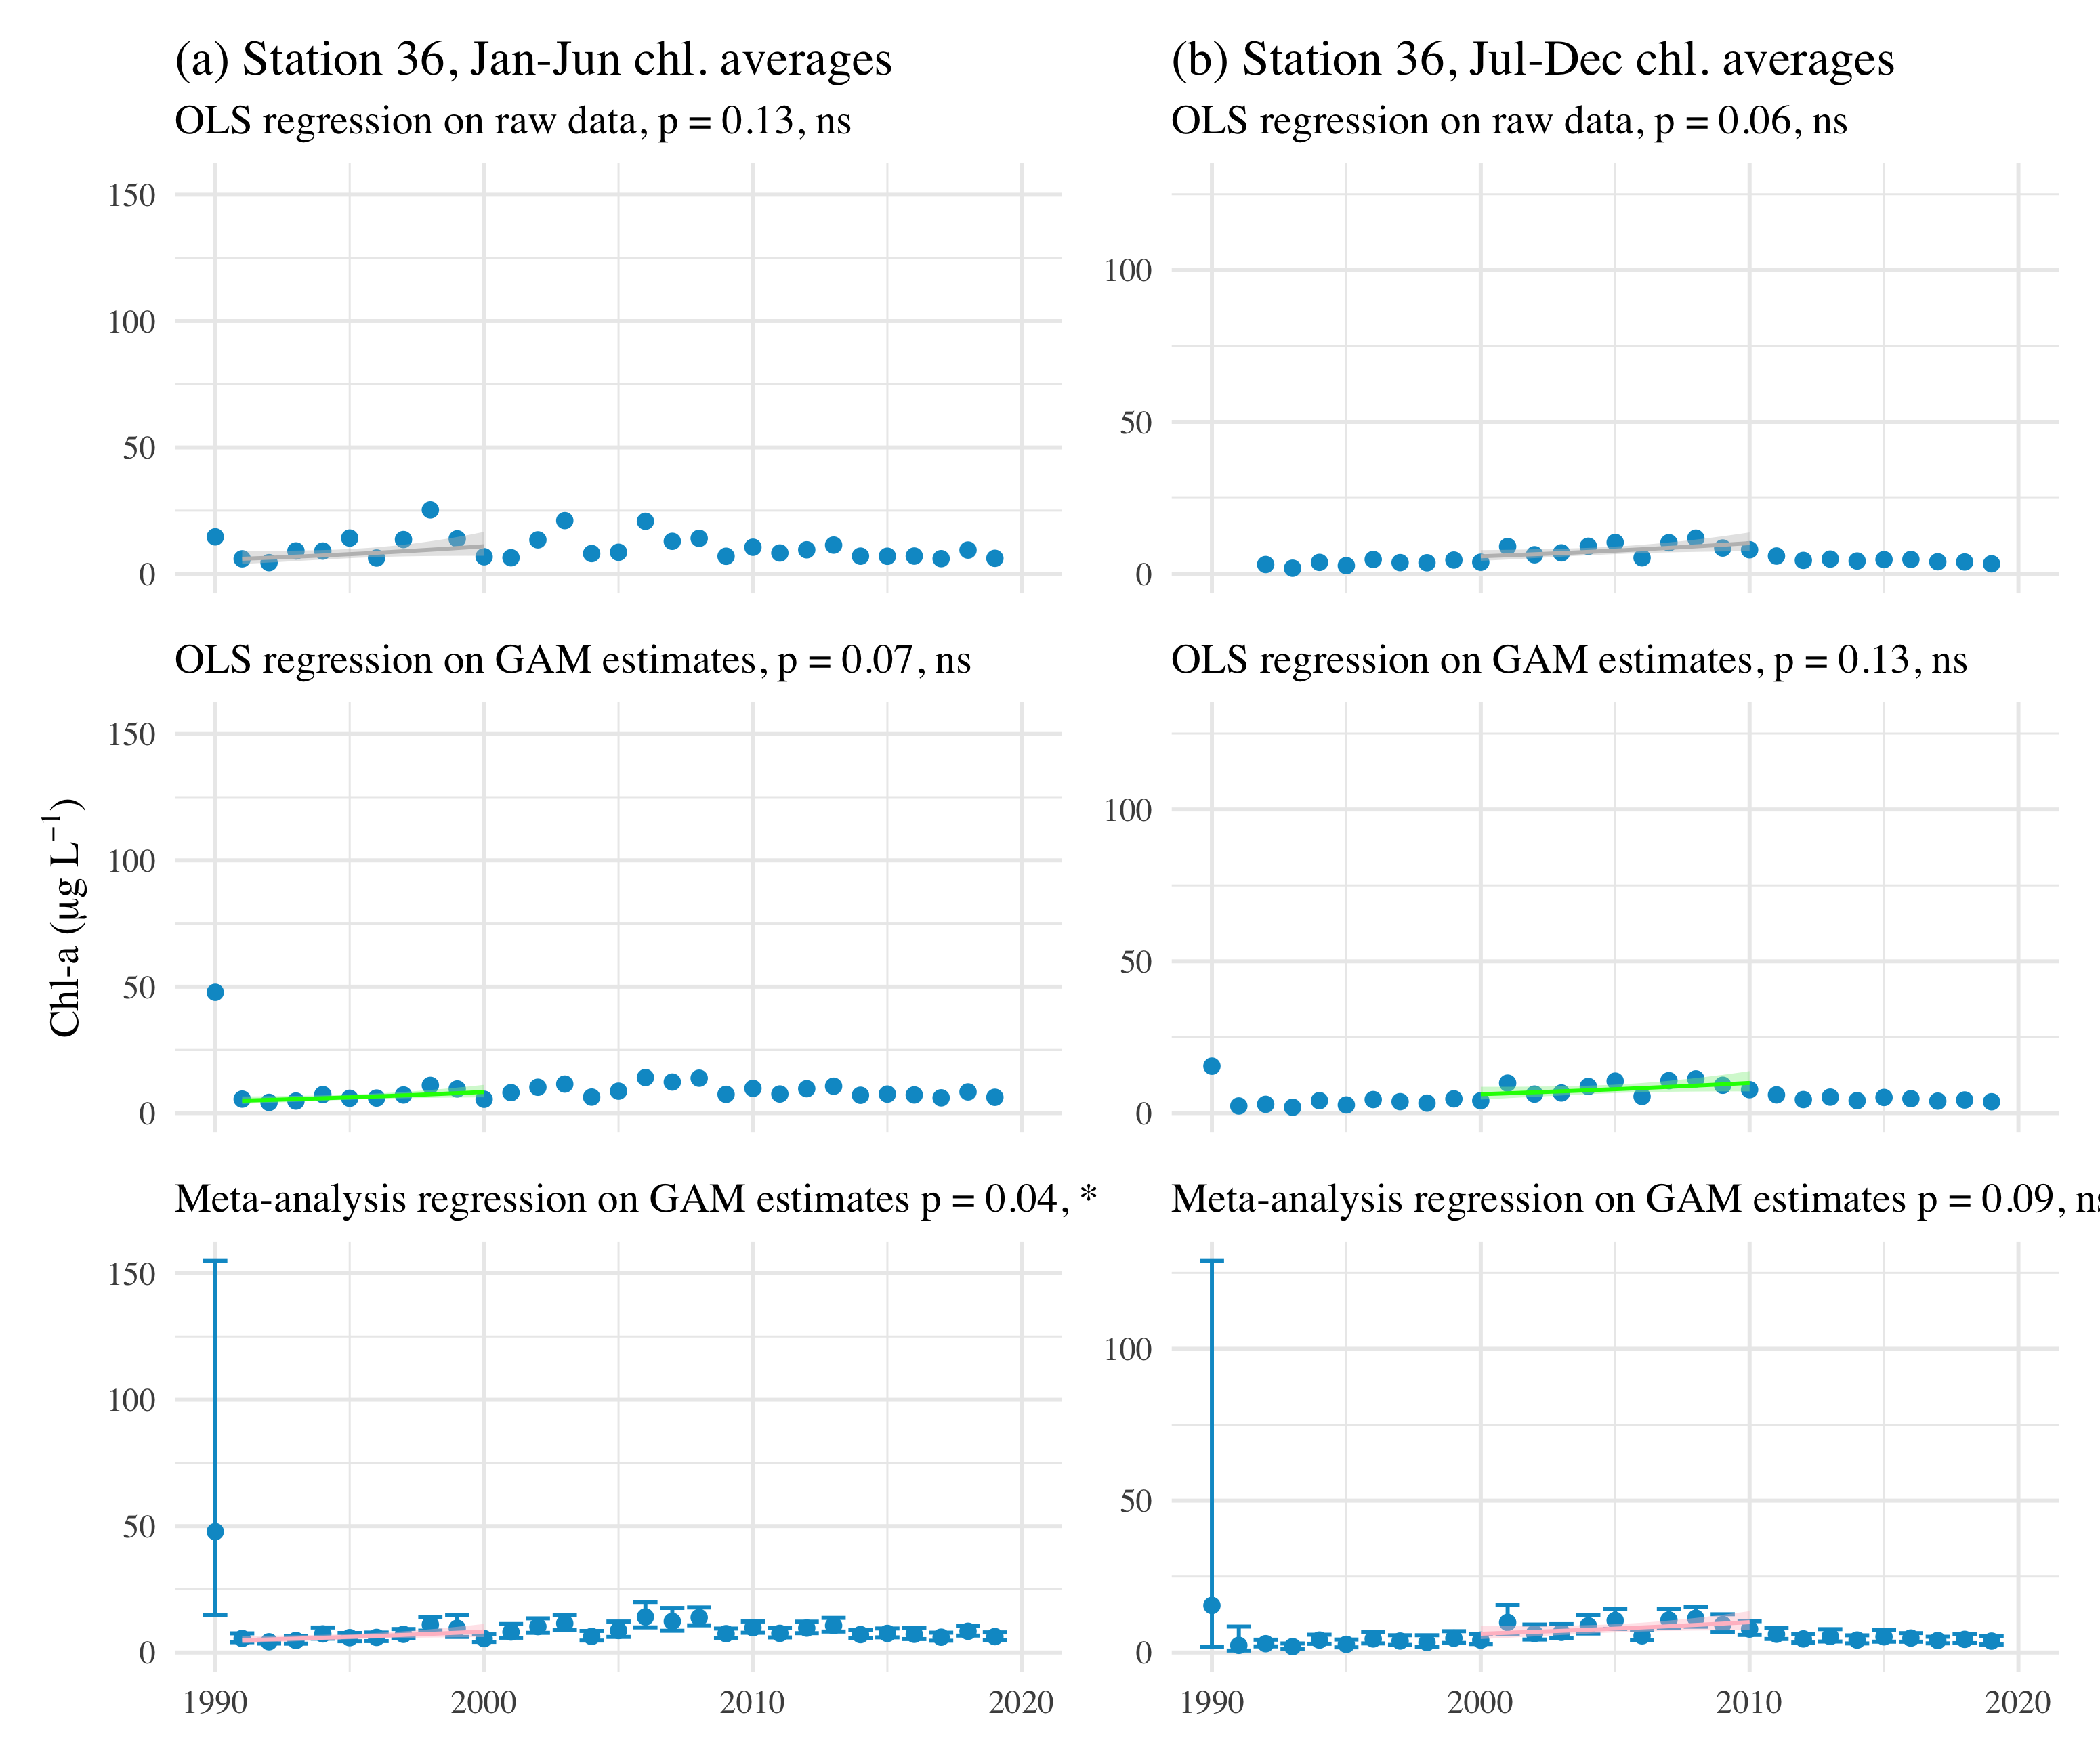 (a) Station 36, Jan-Jun chl. averages
OLS regression on raw data, p = 0.13, ns
150
100
50
0
OLS regression on GAM estimates, p = 0.07, ns
150
100
50
0
Meta-analysis regression on GAM estimates p = 0.04, *
150
100
50
0
1990 2000 2010 2020
Chl-a (µg L⁻¹)
(b) Station 36, Jul-Dec chl. averages
OLS regression on raw data, p = 0.06, ns
100
50
0
OLS regression on GAM estimates, p = 0.13, ns
100
50
0
Meta-analysis regression on GAM estimates p = 0.09, ns
100
50
0
1990 2000 2010 2020